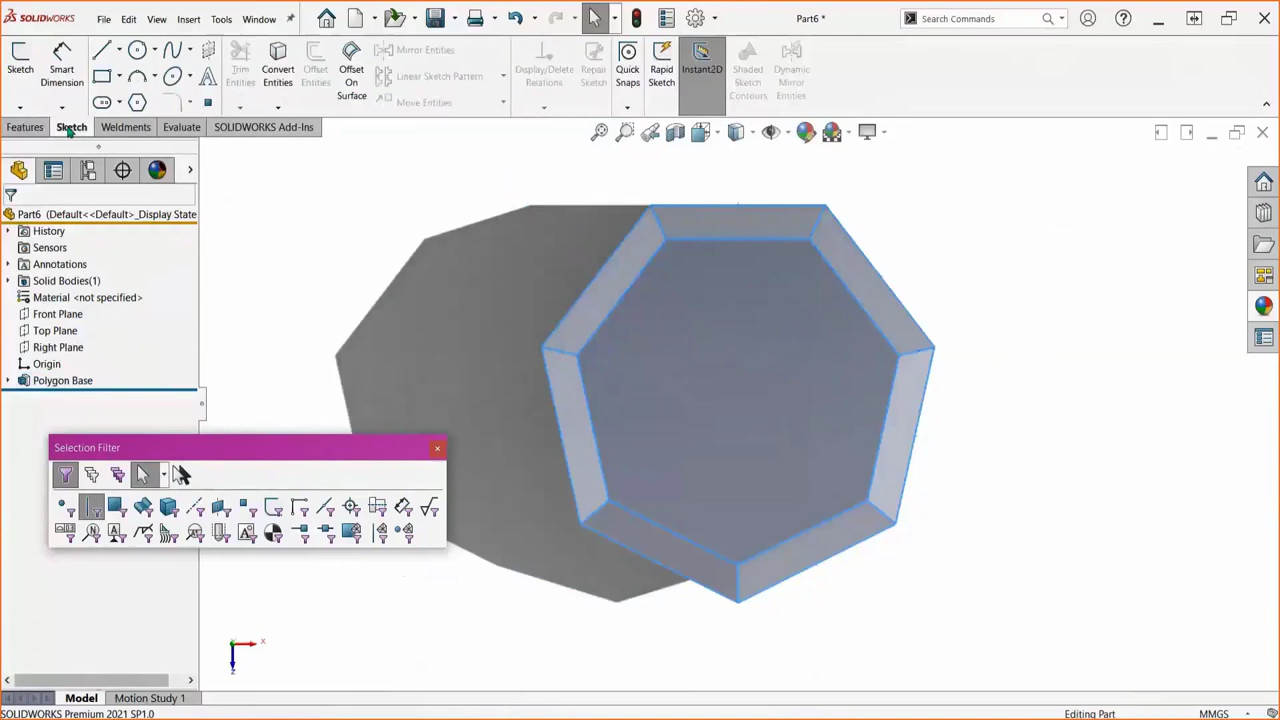 SOLIDWORKS
File
Edit
View
Insert
Tools
Window
Part6 *
Search Commands
Sketch
Smart Dimension
Trim Entities
Convert Entities
Offset Entities
Offset On Surface
Mirror Entities
Linear Sketch Pattern
Move Entities
Display/Delete Relations
Repair Sketch
Quick Snaps
Rapid Sketch
Instant2D
Shaded Sketch Contours
Dynamic Mirror Entities
Features
Sketch
Weldments
Evaluate
SOLIDWORKS Add-Ins
Part6 (Default<<Default>_Display State
History
Sensors
Annotations
Solid Bodies(1)
Material <not specified>
Front Plane
Top Plane
Right Plane
Origin
Polygon Base
Selection Filter
x
z
Model
Motion Study 1
SOLIDWORKS Premium 2021 SP1.0
Editing Part
MMGS